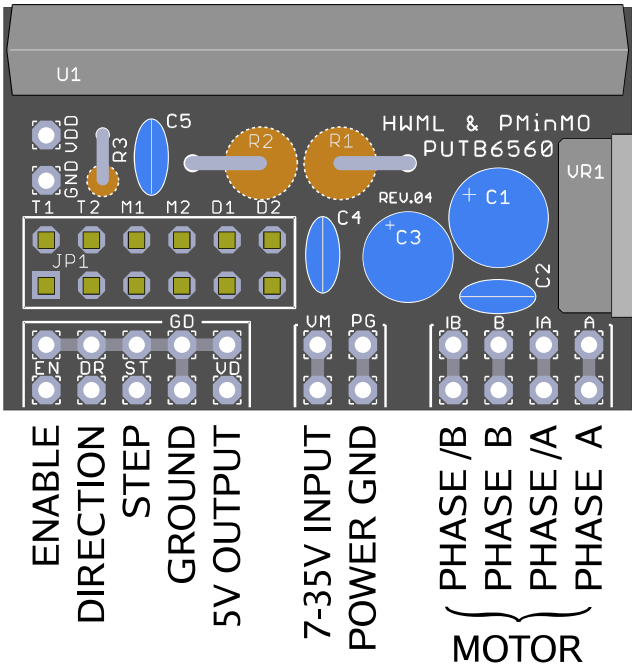 U1
VDD
GND
R3
C5
R2
R1
HWML & PMinMO
PUTB6560
VR1
REV.04
C4
C3
C1
C2
T1 T2 M1 M2 D1 D2
JP1
GD
EN DR ST VD
VM PG
IB B IA A
ENABLE
DIRECTION
STEP
GROUND
5V OUTPUT
7-35V INPUT
POWER GND
PHASE /B
PHASE B
PHASE /A
PHASE A
MOTOR